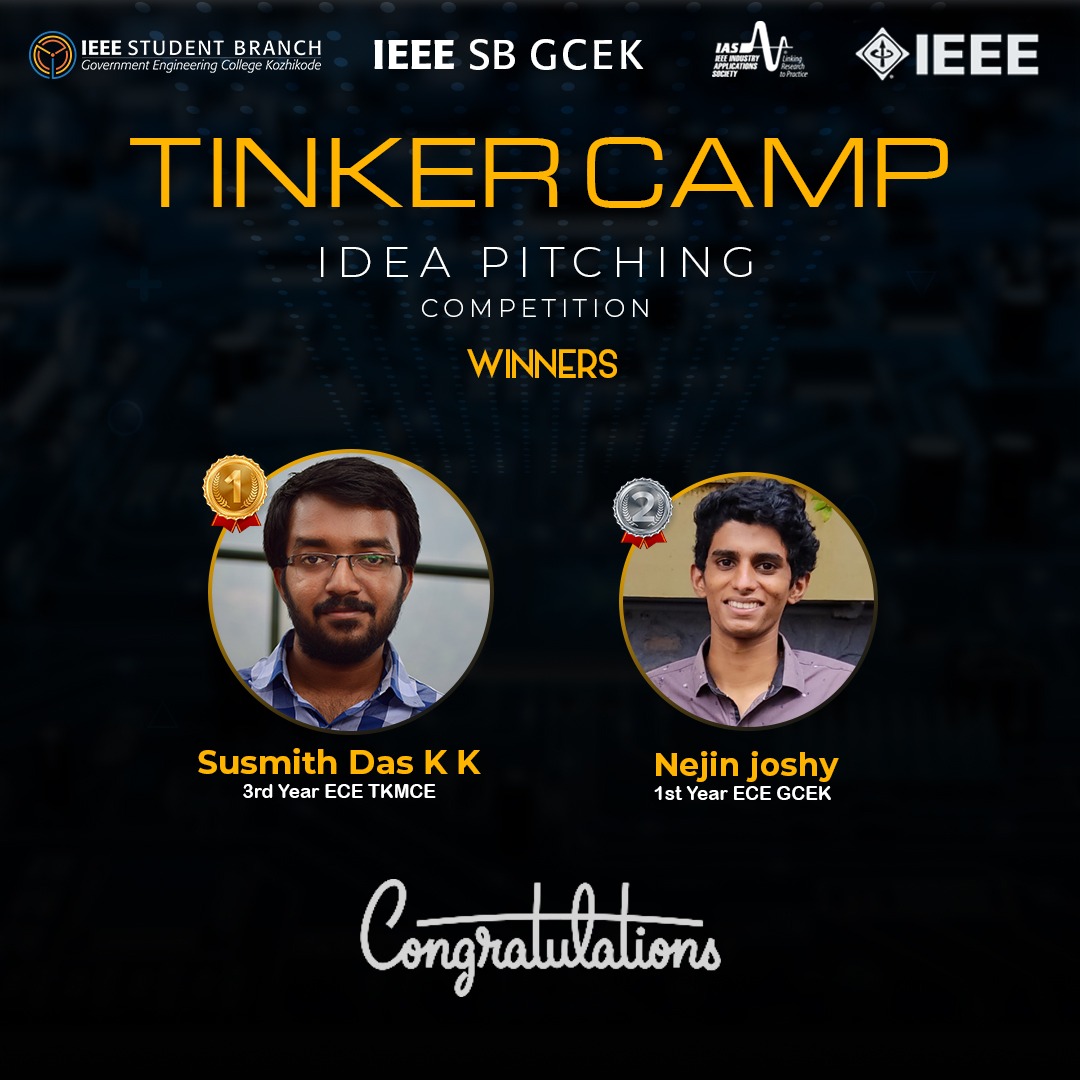 IEEE STUDENT BRANCH
Government Engineering College Kozhikode
IEEE SB GCEK
IAS
IEEE INDUSTRY
APPLICATIONS
SOCIETY
Linking
Research
to Practice
IEEE
TINKER CAMP
IDEA PITCHING
COMPETITION
WINNERS
1
2
Susmith Das K K
3rd Year ECE TKMCE
Nejin joshy
1st Year ECE GCEK
Congratulations